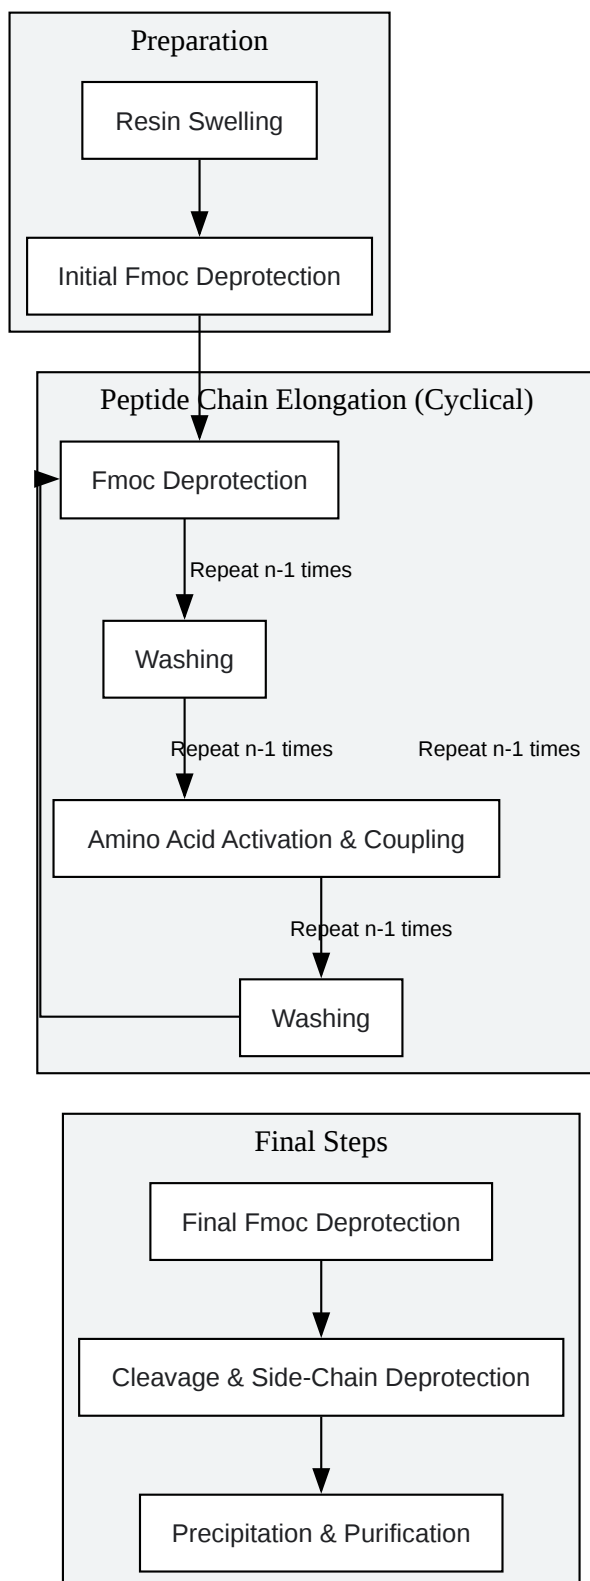 Preparation
Resin Swelling
Initial Fmoc Deprotection
Peptide Chain Elongation (Cyclical)
Fmoc Deprotection
Repeat n-1 times
Washing
Repeat n-1 times
Repeat n-1 times
Amino Acid Activation & Coupling
Repeat n-1 times
Washing
Final Steps
Final Fmoc Deprotection
Cleavage & Side-Chain Deprotection
Precipitation & Purification